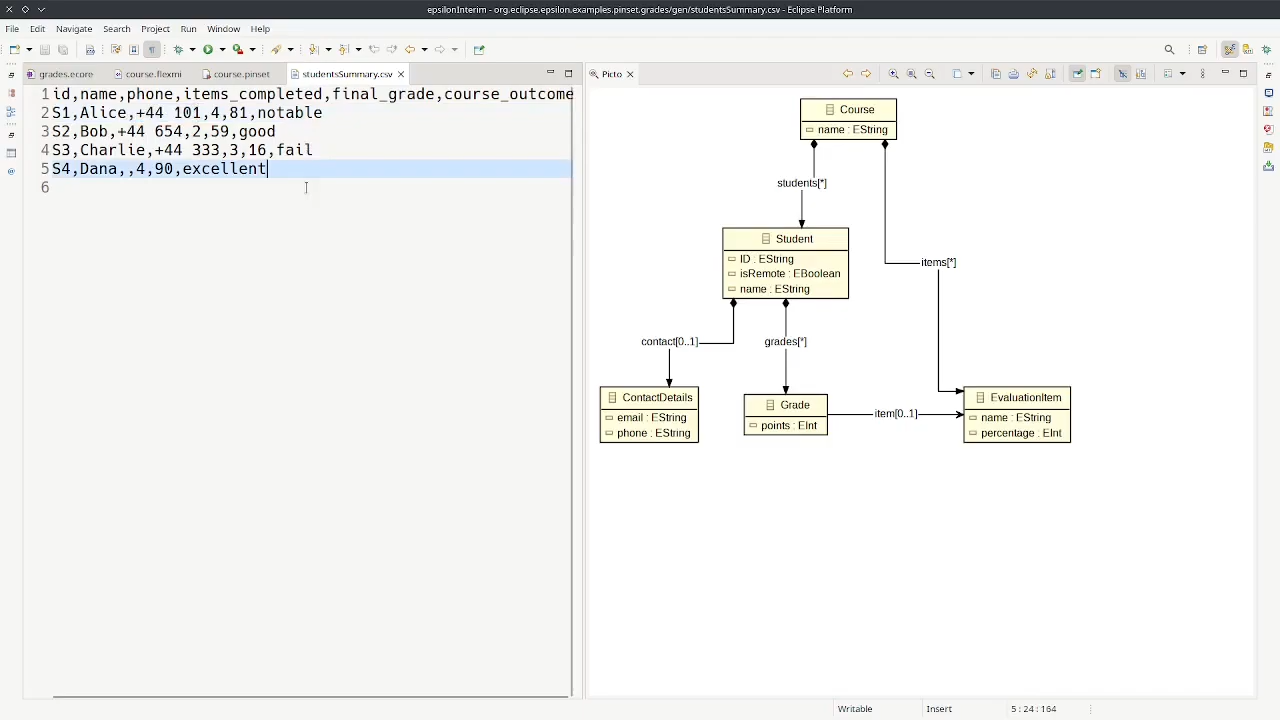 epsilonInterim - org.eclipse.epsilon.examples.pinset.grades/gen/studentsSummary.csv - Eclipse Platform
File Edit Navigate Search Project Run Window Help
grades.ecore course.flexmi course.pinset studentsSummary.csv
1 id,name,phone,items_completed,final_grade,course_outcome
2 S1,Alice,+44 101,4,81,notable
3 S2,Bob,+44 654,2,59,good
4 S3,Charlie,+44 333,3,16,fail
5 S4,Dana,,4,90,excellent
6
Picto
Course
name : EString
students[*]
Student
ID : EString
isRemote : EBoolean
name : EString
items[*]
contact[0..1]
grades[*]
ContactDetails
email : EString
phone : EString
Grade
points : EInt
item[0..1]
EvaluationItem
name : EString
percentage : EInt
Writable Insert 5 : 24 : 164